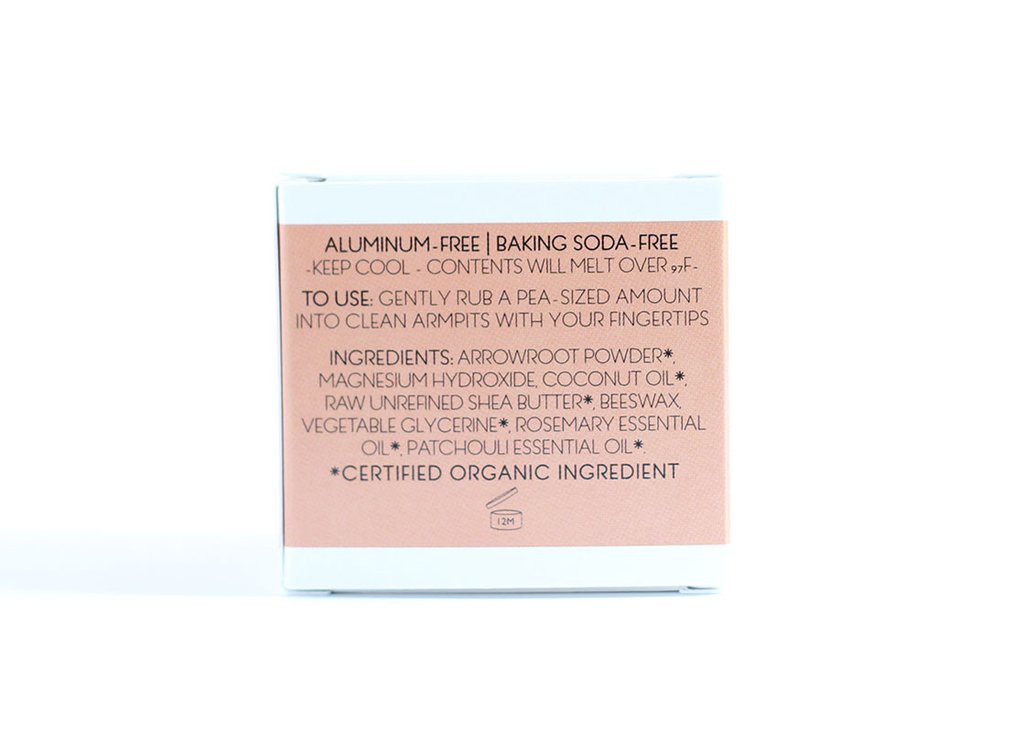 ALUMINUM-FREE | BAKING SODA-FREE
-KEEP COOL - CONTENTS WILL MELT OVER 97F-
TO USE: GENTLY RUB A PEA-SIZED AMOUNT
INTO CLEAN ARMPITS WITH YOUR FINGERTIPS
INGREDIENTS: ARROWROOT POWDER*,
MAGNESIUM HYDROXIDE, COCONUT OIL*,
RAW UNREFINED SHEA BUTTER*, BEESWAX,
VEGETABLE GLYCERINE*, ROSEMARY ESSENTIAL
OIL*, PATCHOULI ESSENTIAL OIL*.
*CERTIFIED ORGANIC INGREDIENT
12M